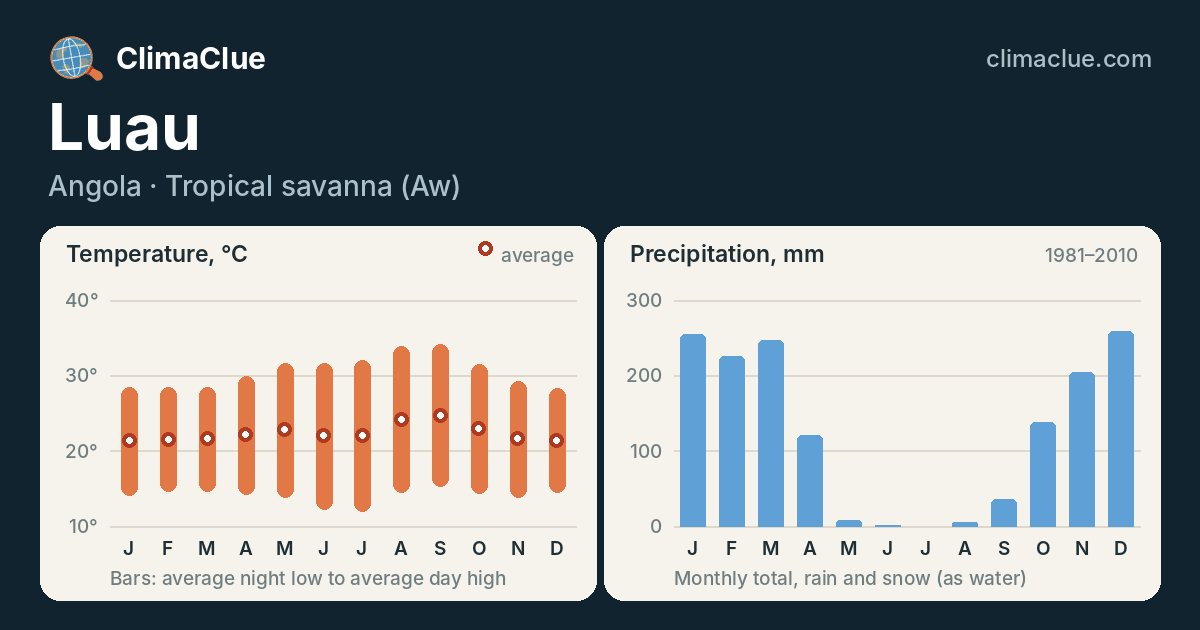 ClimaClue
climaclue.com
Luau
Angola · Tropical savanna (Aw)
Temperature, °C
average
40°
30°
20°
10°
J F M A M J J A S O N D
Bars: average night low to average day high
Precipitation, mm
1981–2010
300
200
100
0
J F M A M J J A S O N D
Monthly total, rain and snow (as water)